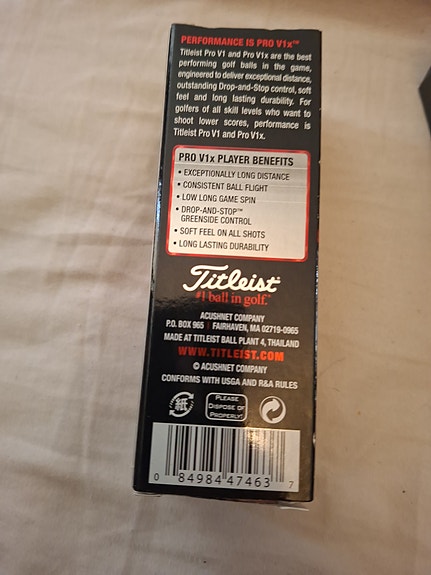 PERFORMANCE IS PRO V1x™
Titleist Pro V1 and Pro V1x are the best
performing golf balls in the game,
engineered to deliver exceptional distance,
outstanding Drop-and-Stop control, soft
feel and long lasting durability. For
golfers of all skill levels who want to
shoot lower scores, performance is
Titleist Pro V1 and Pro V1x.
PRO V1x PLAYER BENEFITS
• EXCEPTIONALLY LONG DISTANCE
• CONSISTENT BALL FLIGHT
• LOW LONG GAME SPIN
• DROP-AND-STOP™
GREENSIDE CONTROL
• SOFT FEEL ON ALL SHOTS
• LONG LASTING DURABILITY
Titleist®
#1 ball in golf.®
ACUSHNET COMPANY
P.O. BOX 965 | FAIRHAVEN, MA 02719-0965
MADE AT TITLEIST BALL PLANT 4, THAILAND
WWW.TITLEIST.COM
© ACUSHNET COMPANY
CONFORMS WITH USGA AND R&A RULES
紙
PLEASE
DISPOSE OF
PROPERLY!
0 84984 47463 7